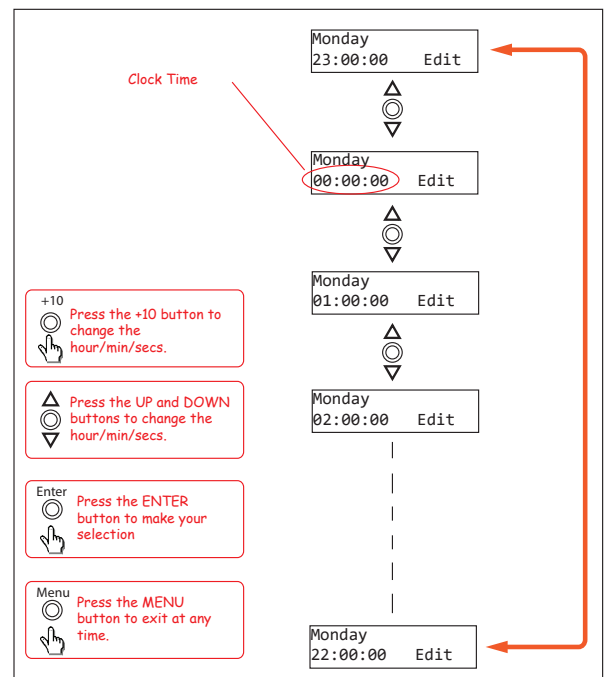 Monday
23:00:00 Edit
Clock Time
Monday
00:00:00 Edit
Monday
01:00:00 Edit
+10
Press the +10 button to
change the
hour/min/secs.
Press the UP and DOWN
buttons to change the
hour/min/secs.
Monday
02:00:00 Edit
Enter
Press the ENTER
button to make your
selection
Menu
Press the MENU
button to exit at any
time.
Monday
22:00:00 Edit